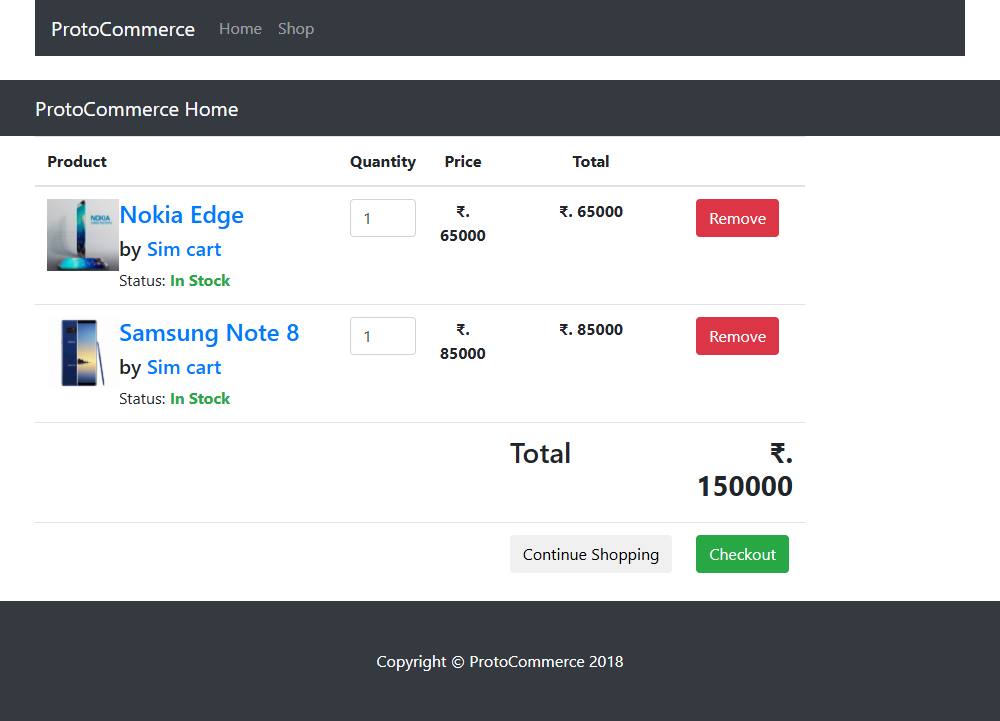 ProtoCommerce Home Shop
ProtoCommerce Home
Product Quantity Price Total
NOKIA
Nokia Edge 1 ₹. ₹. 65000 Remove
65000
by Sim cart
Status: In Stock
Samsung Note 8 1 ₹. ₹. 85000 Remove
85000
by Sim cart
Status: In Stock
Total ₹.
150000
Continue Shopping Checkout
Copyright © ProtoCommerce 2018